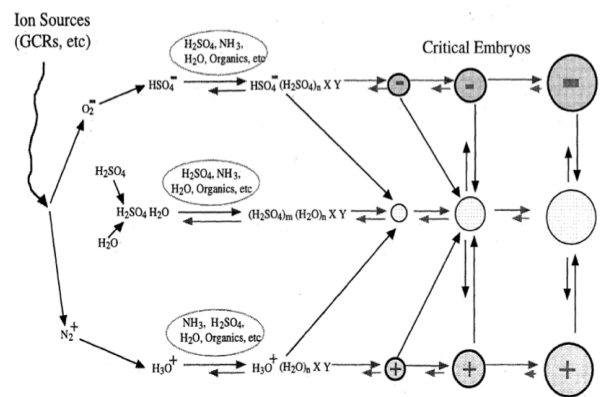 Ion Sources
(GCRs, etc)
Critical Embryos
H₂SO₄, NH₃,
H₂O, Organics, etc
HSO₄⁻
HSO₄⁻ (H₂SO₄)ₙ X Y
-
-
-
O₂⁻
H₂SO₄
H₂SO₄, NH₃,
H₂O, Organics, etc
H₂SO₄ H₂O
(H₂SO₄)ₘ (H₂O)ₙ X Y
H₂O
NH₃, H₂SO₄,
H₂O, Organics, etc
N₂⁺
H₃O⁺
H₃O⁺ (H₂O)ₙ X Y
+
+
+